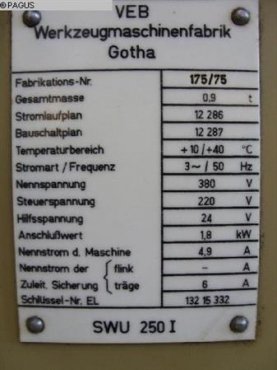 © PAGUS
VEB
Werkzeugmaschinenfabrik
Gotha
Fabrikations-Nr. 175/75
Gesamtmasse 0,9 t
Stromlaufplan 12 286
Bauschaltplan 12 287
Temperaturbereich +10/+40 °C
Stromart / Frequenz 3~/ 50 Hz
Nennspannung 380 V
Steuerspannung 220 V
Hilfsspannung 24 V
Anschlußwert 1,8 kW
Nennstrom d. Maschine 4,9 A
Nennstrom der { flink – A
Zuleit. Sicherung { träge 6 A
Schlüssel-Nr. EL 132 15 332
SWU 250 I